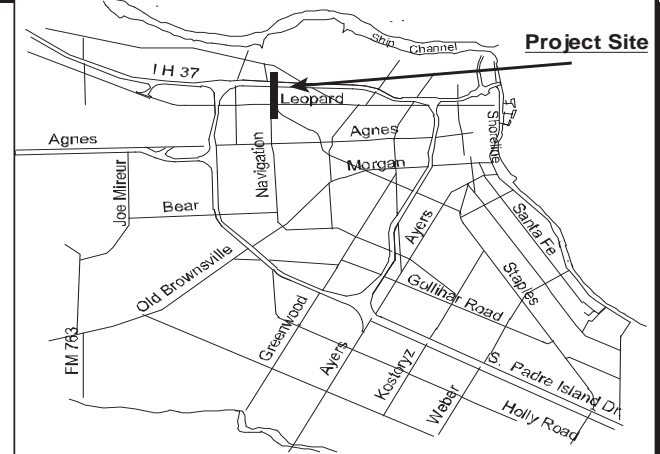 Project Site
Ship Channel
I H 37
Leopard
Shoreline
Agnes
Agnes
Navigation
Morgan
Joe Mireur
Bear
Ayers
Santa Fe
Old Brownsville
Staples
Gollihar Road
FM 763
Greenwood
Ayers
Kostoryz
S. Padre Island Dr.
Weber
Holly Road